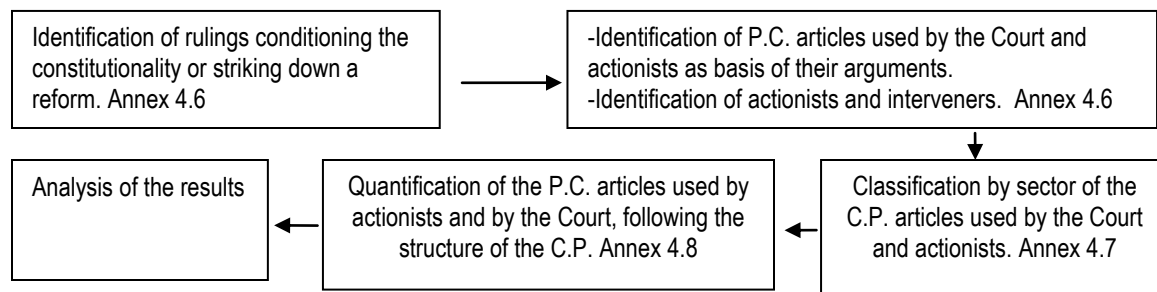 Identification of rulings conditioning the
constitutionality or striking down a
reform. Annex 4.6
-Identification of P.C. articles used by the Court and
actionists as basis of their arguments.
-Identification of actionists and interveners.  Annex 4.6
Classification by sector of the
C.P. articles used by the Court
and actionists. Annex 4.7
Quantification of the P.C. articles used by
actionists and by the Court, following the
structure of the C.P. Annex 4.8
Analysis of the results